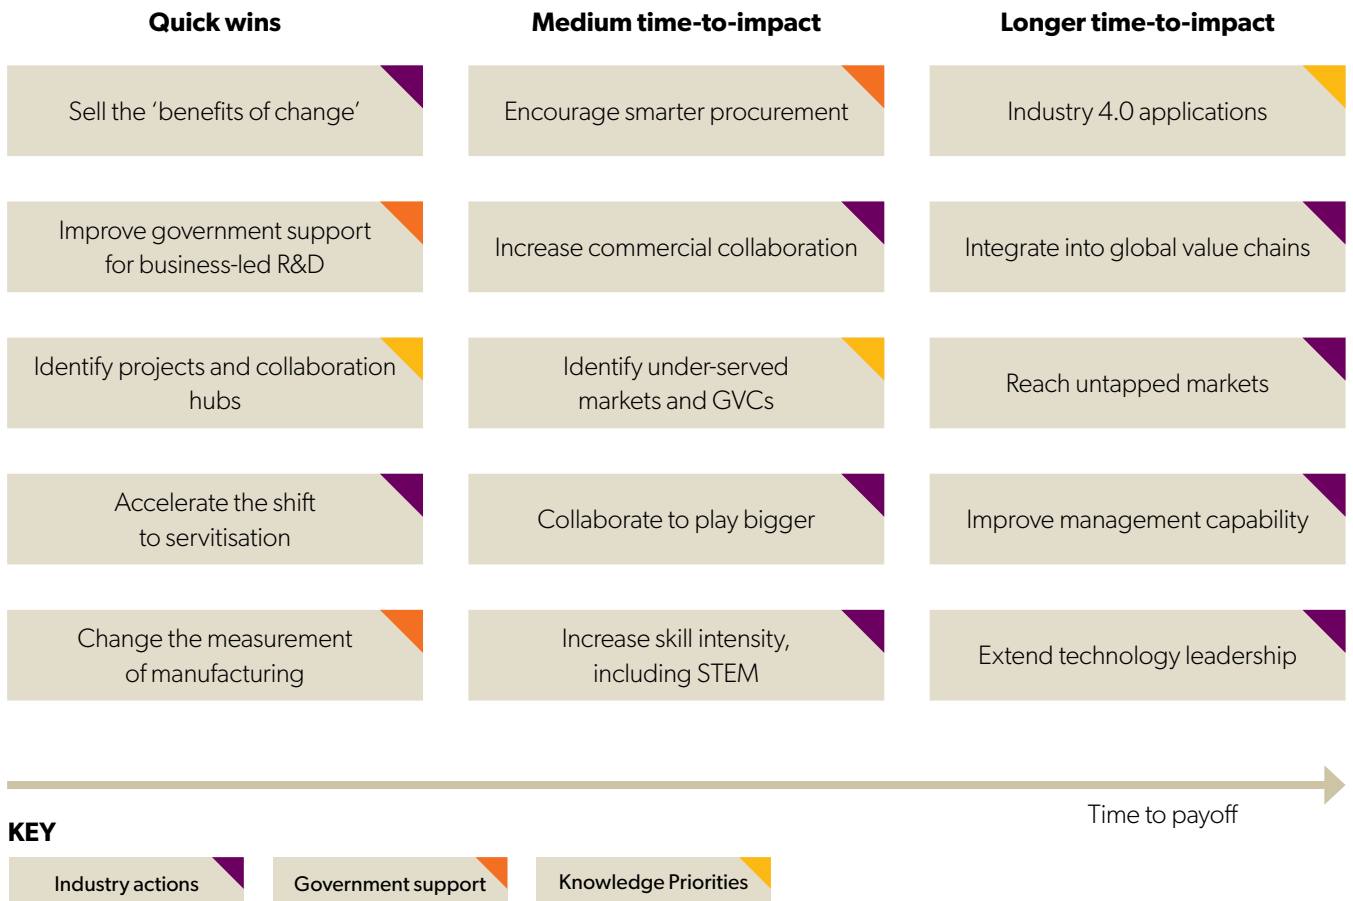 Quick wins
Medium time-to-impact
Longer time-to-impact
Sell the ‘benefits of change’
Encourage smarter procurement
Industry 4.0 applications
Improve government support
for business-led R&D
Increase commercial collaboration
Integrate into global value chains
Identify projects and collaboration
hubs
Identify under-served
markets and GVCs
Reach untapped markets
Accelerate the shift
to servitisation
Collaborate to play bigger
Improve management capability
Change the measurement
of manufacturing
Increase skill intensity,
including STEM
Extend technology leadership
Time to payoff
KEY
Industry actions
Government support
Knowledge Priorities